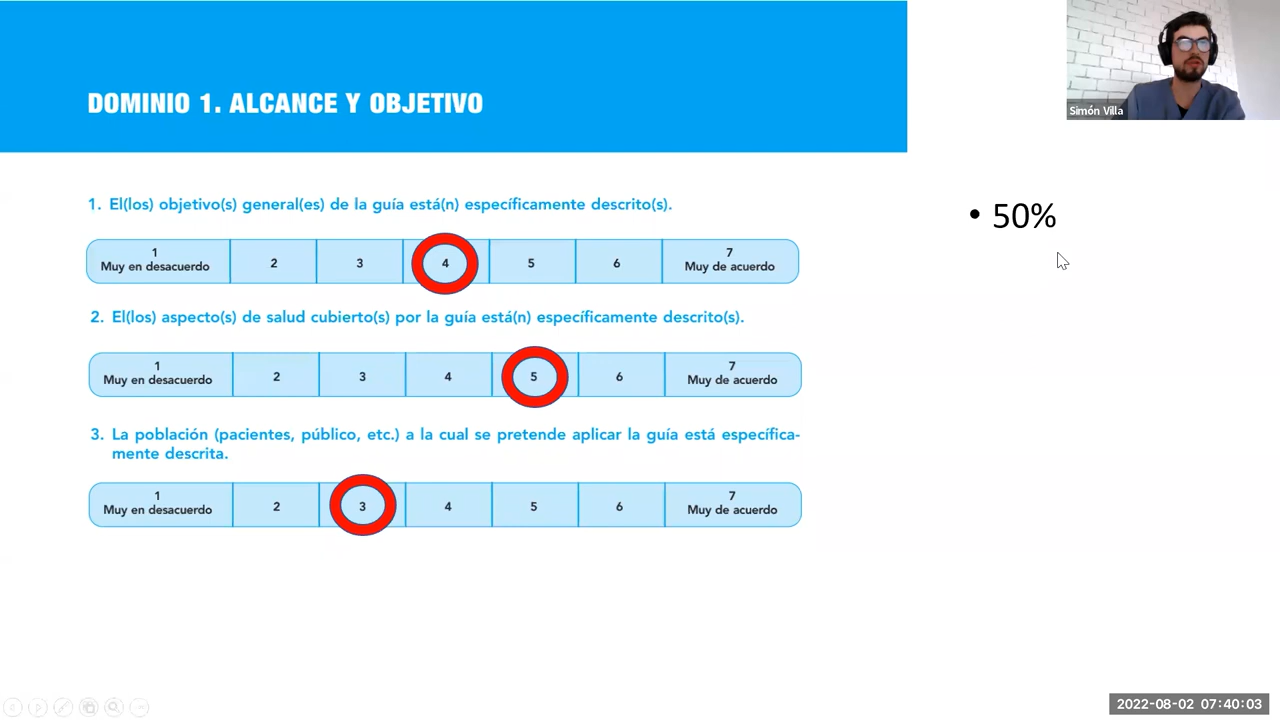 DOMINIO 1. ALCANCE Y OBJETIVO
Simón Villa
1. El(los) objetivo(s) general(es) de la guía está(n) específicamente descrito(s).
1 2 3 4 5 6 7
Muy en desacuerdo Muy de acuerdo
2. El(los) aspecto(s) de salud cubierto(s) por la guía está(n) específicamente descrito(s).
1 2 3 4 5 6 7
Muy en desacuerdo Muy de acuerdo
3. La población (pacientes, público, etc.) a la cual se pretende aplicar la guía está específica-
mente descrita.
1 2 3 4 5 6 7
Muy en desacuerdo Muy de acuerdo
• 50%
2022-08-02 07:40:03